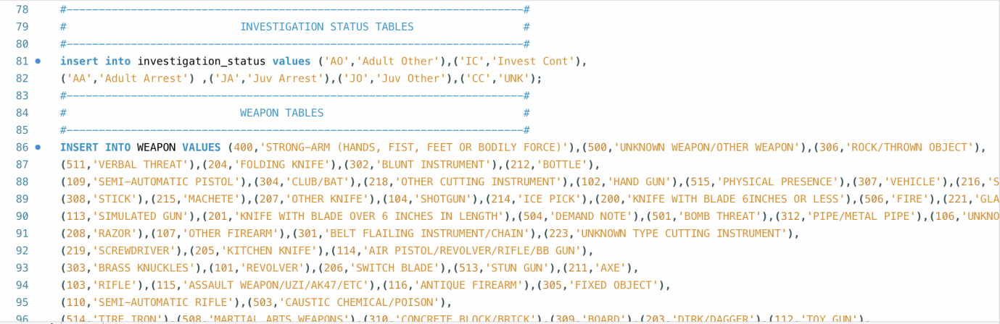 78 #-----------------------------------------------------------------------#
79 # INVESTIGATION STATUS TABLES #
80 #-----------------------------------------------------------------------#
81 insert into investigation_status values ('AO','Adult Other'),('IC','Invest Cont'),
82 ('AA','Adult Arrest') ,('JA','Juv Arrest'),('JO','Juv Other'),('CC','UNK');
83 #-----------------------------------------------------------------------#
84 # WEAPON TABLES #
85 #-----------------------------------------------------------------------#
86 INSERT INTO WEAPON VALUES (400,'STRONG-ARM (HANDS, FIST, FEET OR BODILY FORCE)'),(500,'UNKNOWN WEAPON/OTHER WEAPON'),(306,'ROCK/THROWN OBJECT'),
87 (511,'VERBAL THREAT'),(204,'FOLDING KNIFE'),(302,'BLUNT INSTRUMENT'),(212,'BOTTLE'),
88 (109,'SEMI-AUTOMATIC PISTOL'),(304,'CLUB/BAT'),(218,'OTHER CUTTING INSTRUMENT'),(102,'HAND GUN'),(515,'PHYSICAL PRESENCE'),(307,'VEHICLE'),(216,'S
89 (308,'STICK'),(215,'MACHETE'),(207,'OTHER KNIFE'),(104,'SHOTGUN'),(214,'ICE PICK'),(200,'KNIFE WITH BLADE 6INCHES OR LESS'),(506,'FIRE'),(221,'GLA
90 (113,'SIMULATED GUN'),(201,'KNIFE WITH BLADE OVER 6 INCHES IN LENGTH'),(504,'DEMAND NOTE'),(501,'BOMB THREAT'),(312,'PIPE/METAL PIPE'),(106,'UNKNO
91 (208,'RAZOR'),(107,'OTHER FIREARM'),(301,'BELT FLAILING INSTRUMENT/CHAIN'),(223,'UNKNOWN TYPE CUTTING INSTRUMENT'),
92 (219,'SCREWDRIVER'),(205,'KITCHEN KNIFE'),(114,'AIR PISTOL/REVOLVER/RIFLE/BB GUN'),
93 (303,'BRASS KNUCKLES'),(101,'REVOLVER'),(206,'SWITCH BLADE'),(513,'STUN GUN'),(211,'AXE'),
94 (103,'RIFLE'),(115,'ASSAULT WEAPON/UZI/AK47/ETC'),(116,'ANTIQUE FIREARM'),(305,'FIXED OBJECT'),
95 (110,'SEMI-AUTOMATIC RIFLE'),(503,'CAUSTIC CHEMICAL/POISON'),
96 (514,'TIRE IRON'),(508,'MARTIAL ARTS WEAPONS'),(310,'CONCRETE BLOCK/BRICK'),(309,'BOARD'),(203,'DIRK/DAGGER'),(112,'TOY GUN'),